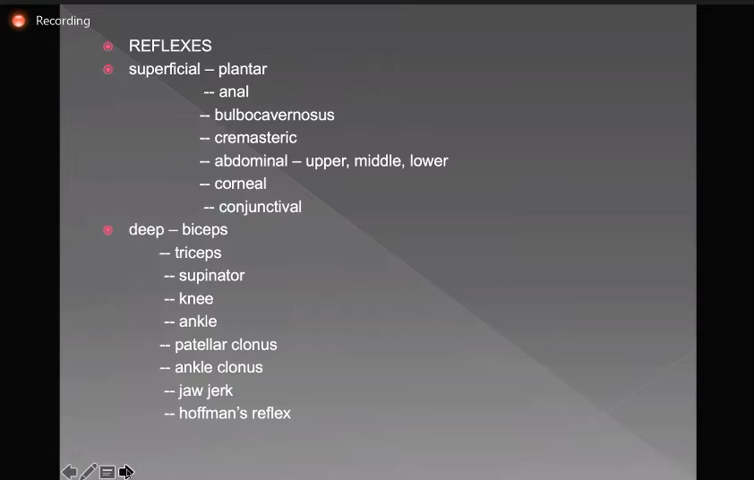 Recording
REFLEXES
superficial – plantar
-- anal
-- bulbocavernosus
-- cremasteric
-- abdominal – upper, middle, lower
-- corneal
-- conjunctival
deep – biceps
-- triceps
-- supinator
-- knee
-- ankle
-- patellar clonus
-- ankle clonus
-- jaw jerk
-- hoffman's reflex